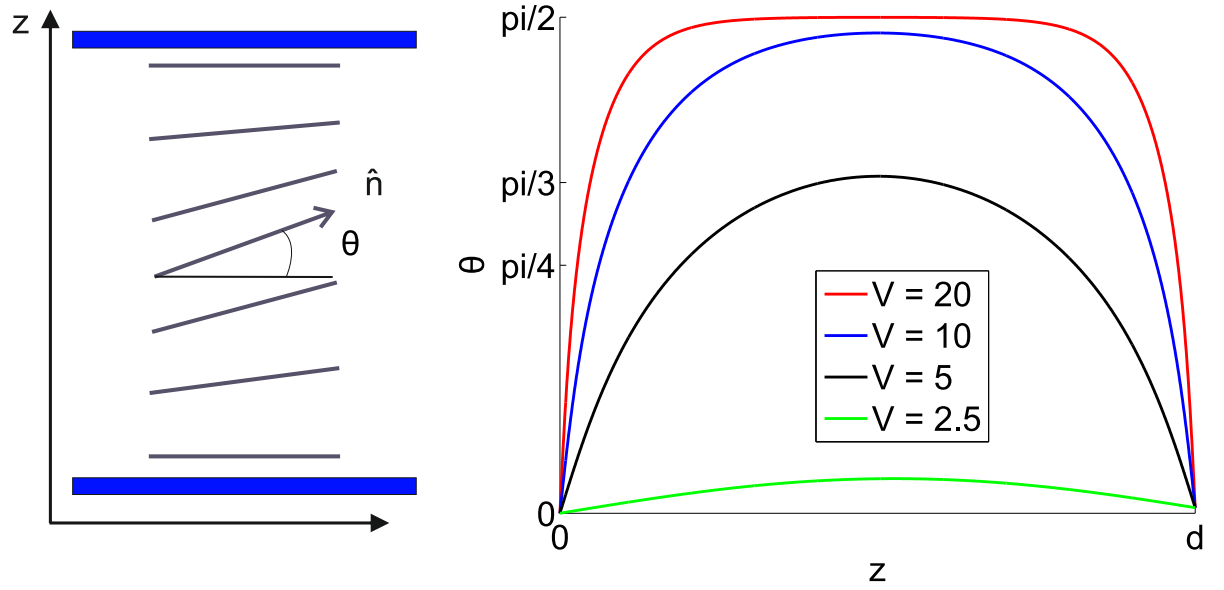 z
n̂
θ
pi/2
pi/3
pi/4
0
θ
V = 20
V = 10
V = 5
V = 2.5
0
d
z